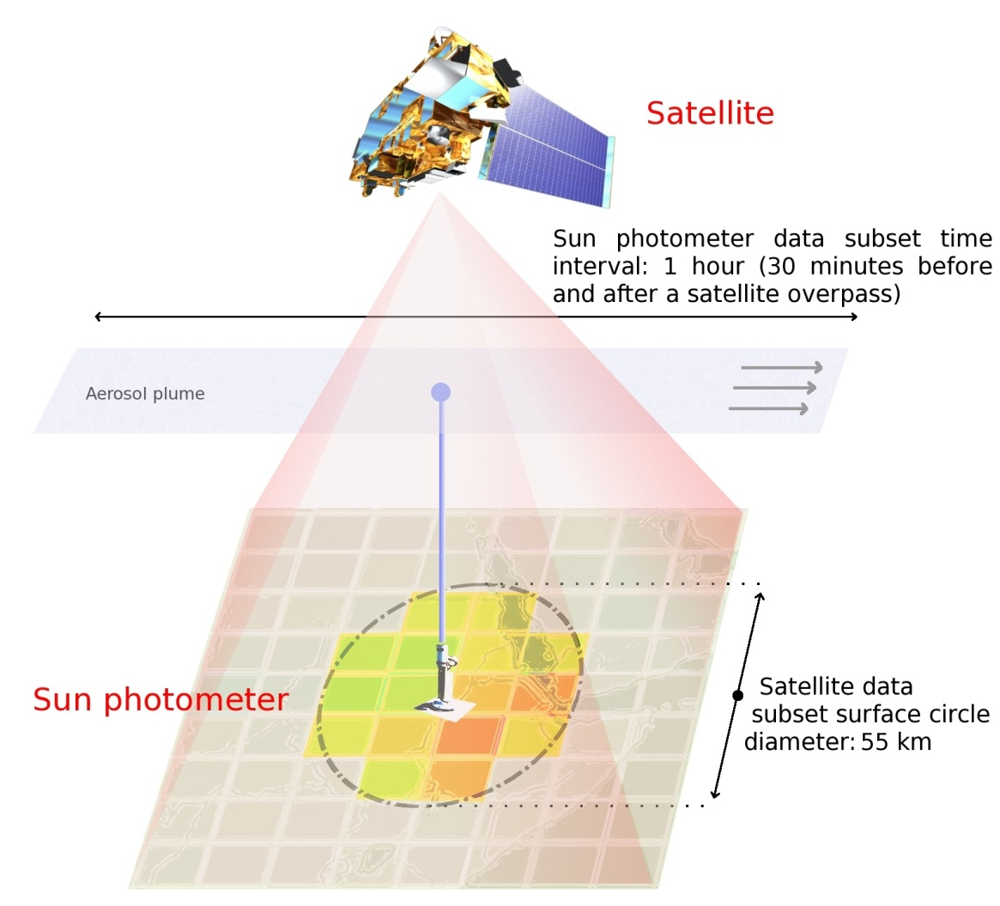 Satellite
Sun photometer data subset time
interval: 1 hour (30 minutes before
and after a satellite overpass)
Aerosol plume
Sun photometer
Satellite data
subset surface circle
diameter: 55 km